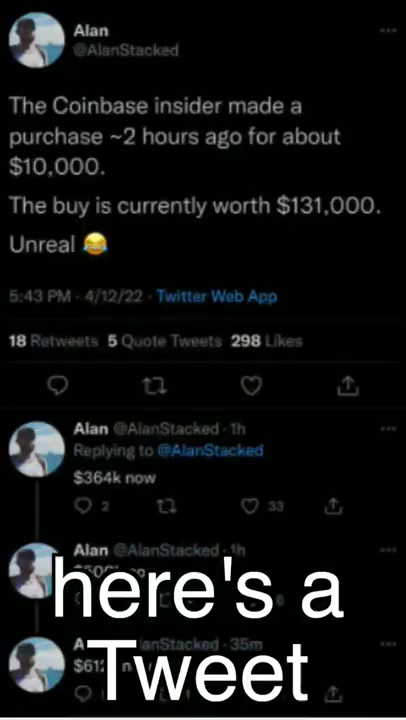 Alan
@AlanStacked
The Coinbase insider made a
purchase ~2 hours ago for about
$10,000.
The buy is currently worth $131,000.
Unreal 😂
5:43 PM · 4/12/22 · Twitter Web App
18 Retweets 5 Quote Tweets 298 Likes
Alan @AlanStacked · 1h
Replying to @AlanStacked
$364k now
2 33
Alan @AlanStacked · 1h
here's a
lanStacked · 35m
Tweet